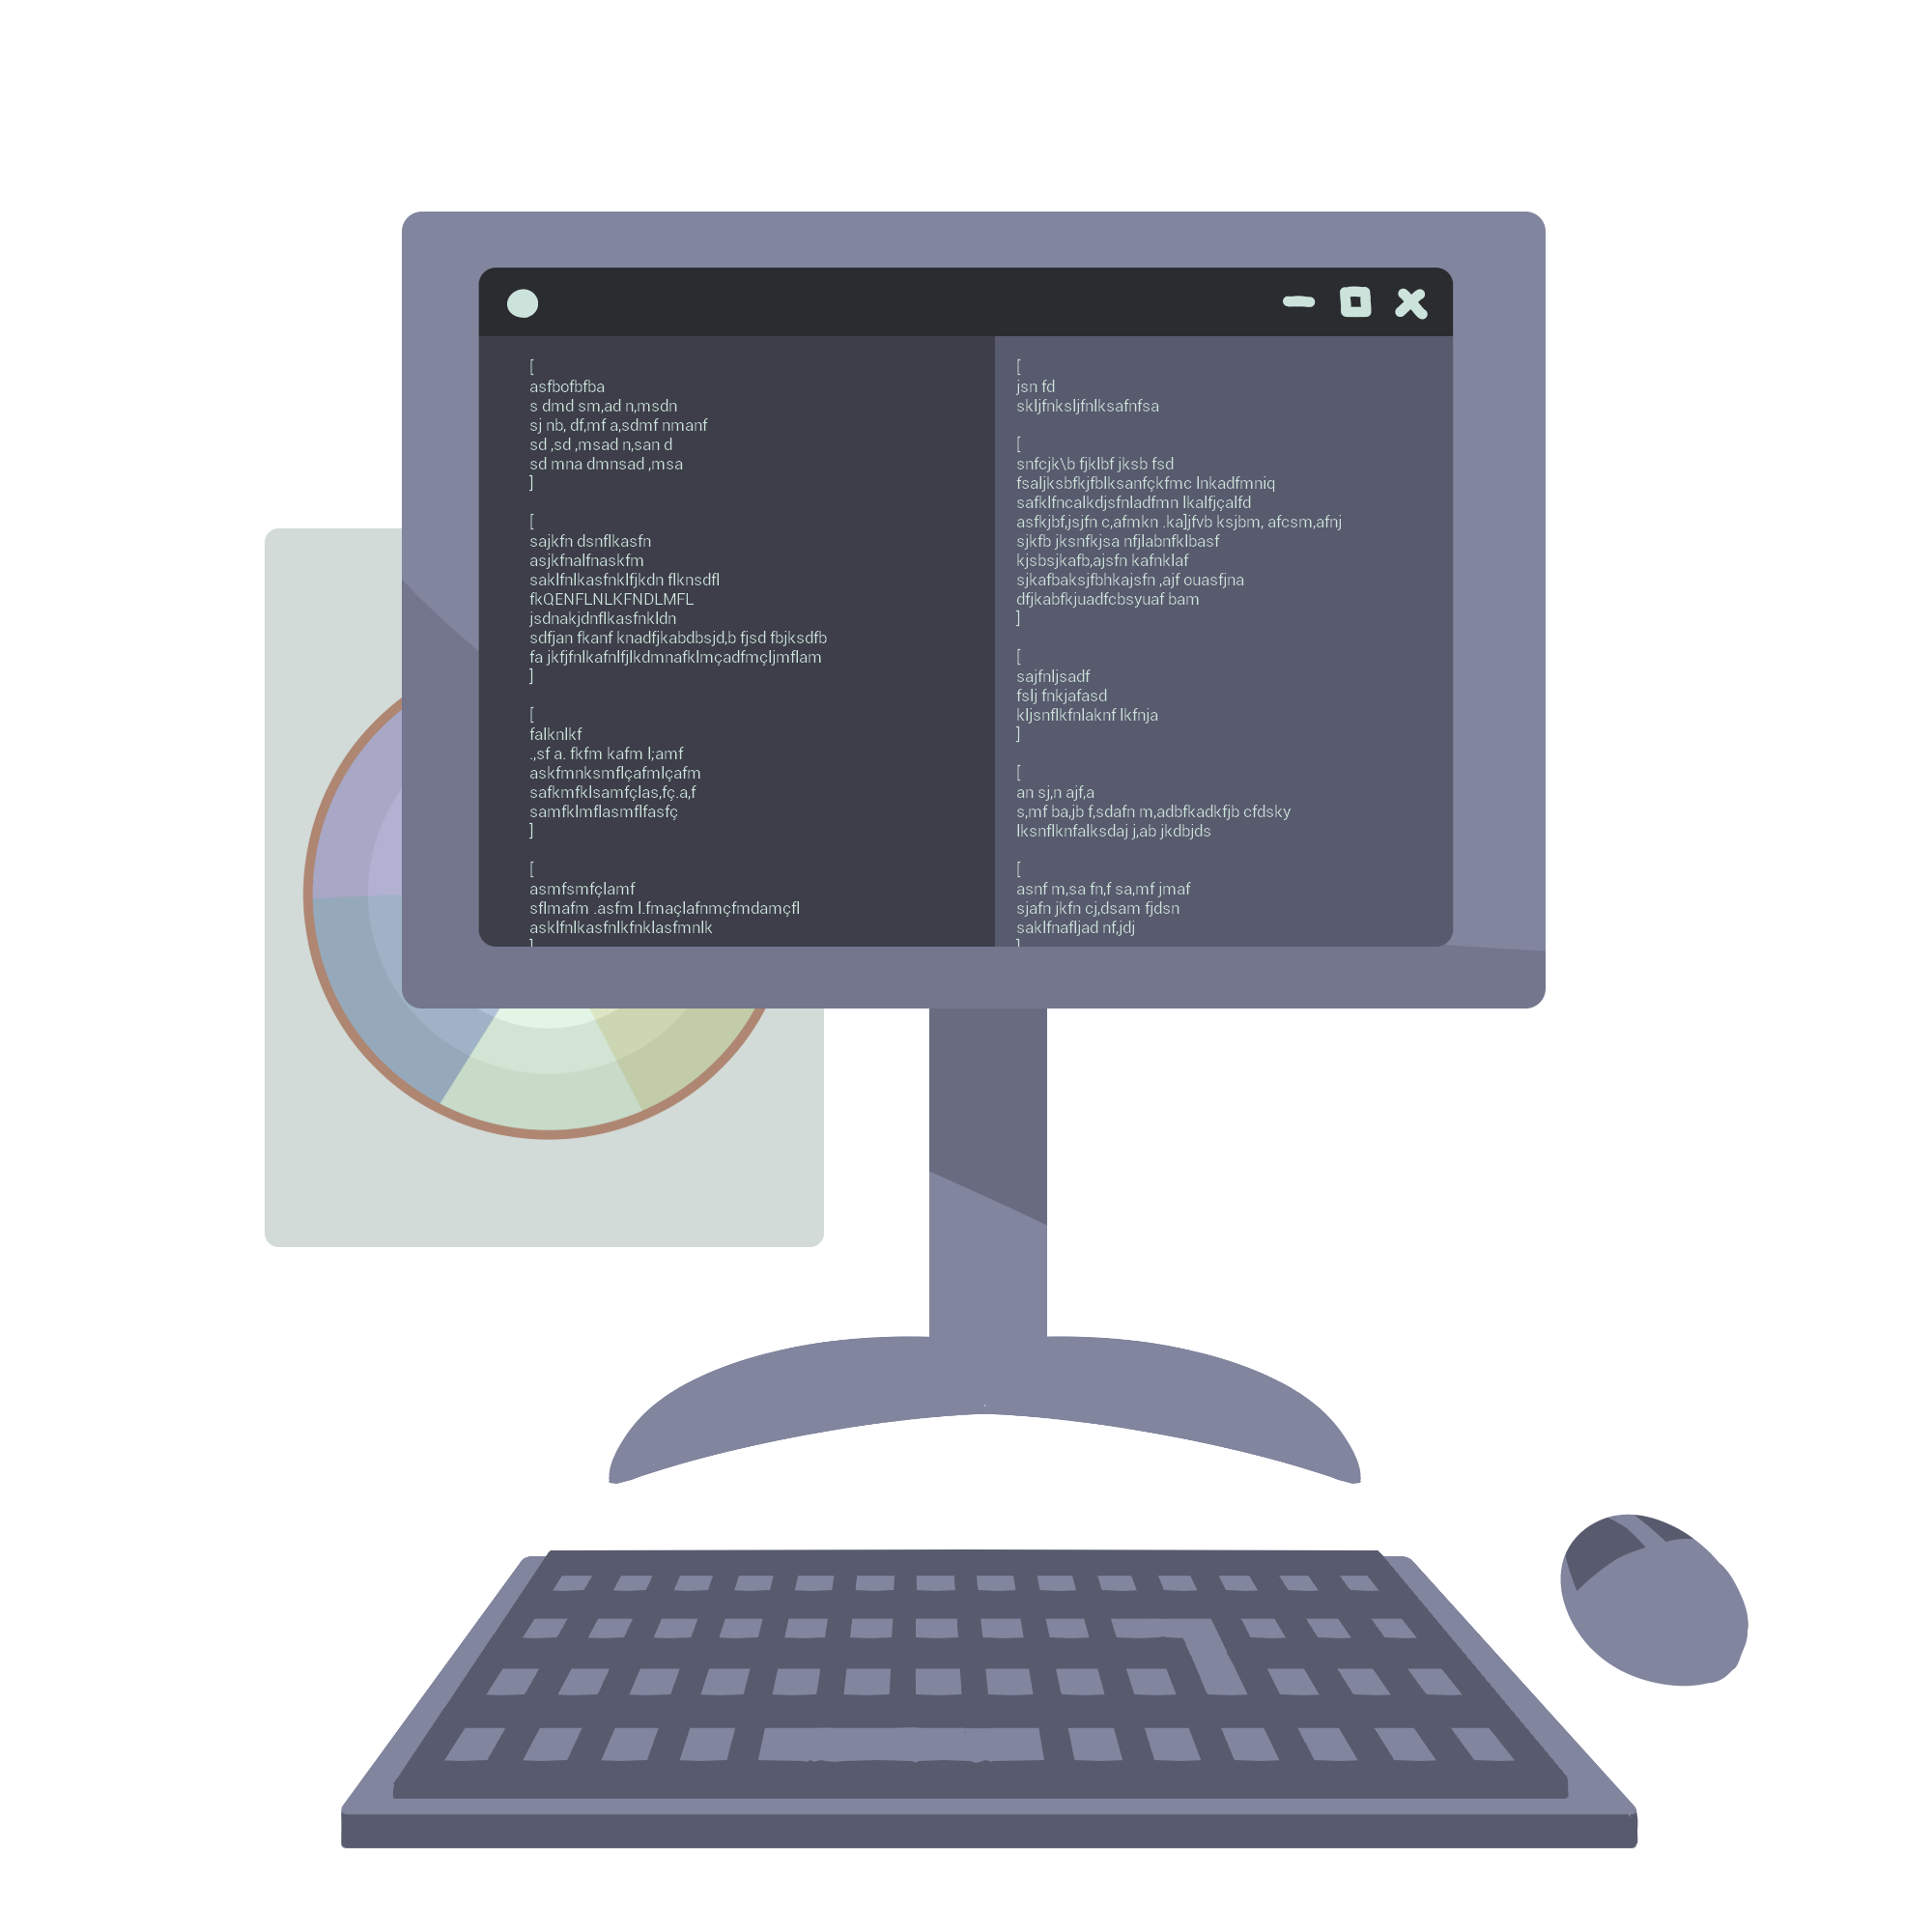 [
asfbofbfba
s dmd sm,ad n,msdn
sj nb, df,mf a,sdmf nmanf
sd ,sd ,msad n,san d
sd mna dmnsad ,msa
]
[
sajkfn dsnflkasfn
asjkfnalfnaskfm
saklfnlkasfnklfjkdn flknsdfl
fkQENFLNLKFNDLMFL
jsdnakjdnflkasfnkldn
sdfjan fkanf knadfjkabdbsjd,b fjsd fbjksdfb
fa jkfjfnlkafnlfjlkdmnafklmçadfmçljmflam
]
[
falknlkf
.,sf a. fkfm kafm l;amf
askfmnksmflçafmlçafm
safkmfklsamfçlas,fç.a,f
samfklmflasmflfasfç
]
[
asmfsmfçlamf
sflmafm .asfm l.fmaçlafnmçfmdamçfl
asklfnlkasfnlkfnklasfmnlk
]
[
jsn fd
skljfnksljfnlksafnfsa
[
snfcjk\b fjklbf jksb fsd
fsaljksbfkjfblksanfçkfmc lnkadfmniq
safklfncalkdjsfnladfmn lkalfjçalfd
asfkjbf,jsjfn c,afmkn .ka]jfvb ksjbm, afcsm,afnj
sjkfb jksnfkjsa nfjlabnfklbasf
kjsbsjkafb,ajsfn kafnklaf
sjkafbaksjfbhkajsfn ,ajf ouasfjna
dfjkabfkjuadfcbsyuaf bam
]
[
sajfnljsadf
fslj fnkjafasd
kljsnflkfnlaknf lkfnja
]
[
an sj,n ajf,a
s,mf ba,jb f,sdafn m,adbfkadkfjb cfdsky
lksnflknfalksdaj j,ab jkdbjds
[
asnf m,sa fn,f sa,mf jmaf
sjafn jkfn cj,dsam fjdsn
saklfnafljad nf,jdj
]